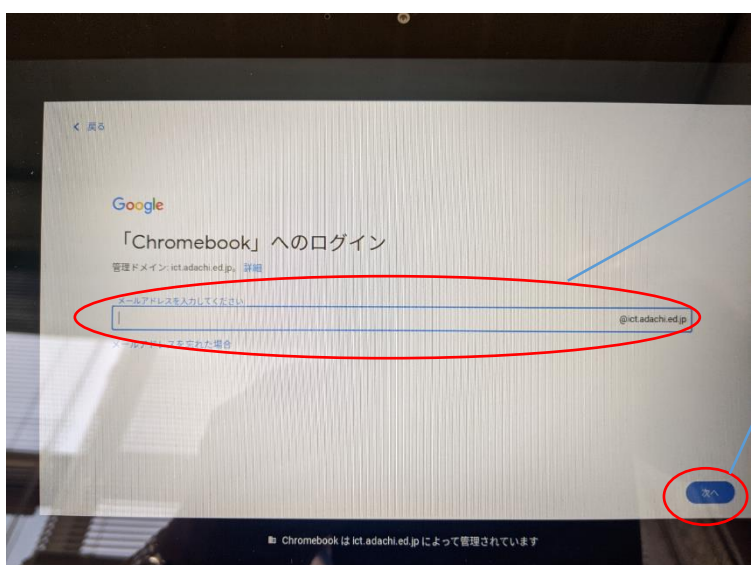 戻る
Google
「Chromebook」へのログイン
管理ドメイン: ict.adachi.ed.jp。 詳細
メールアドレスを入力してください
@ict.adachi.ed.jp
メールアドレスを忘れた場合
次へ
Chromebook は ict.adachi.ed.jp によって管理されています